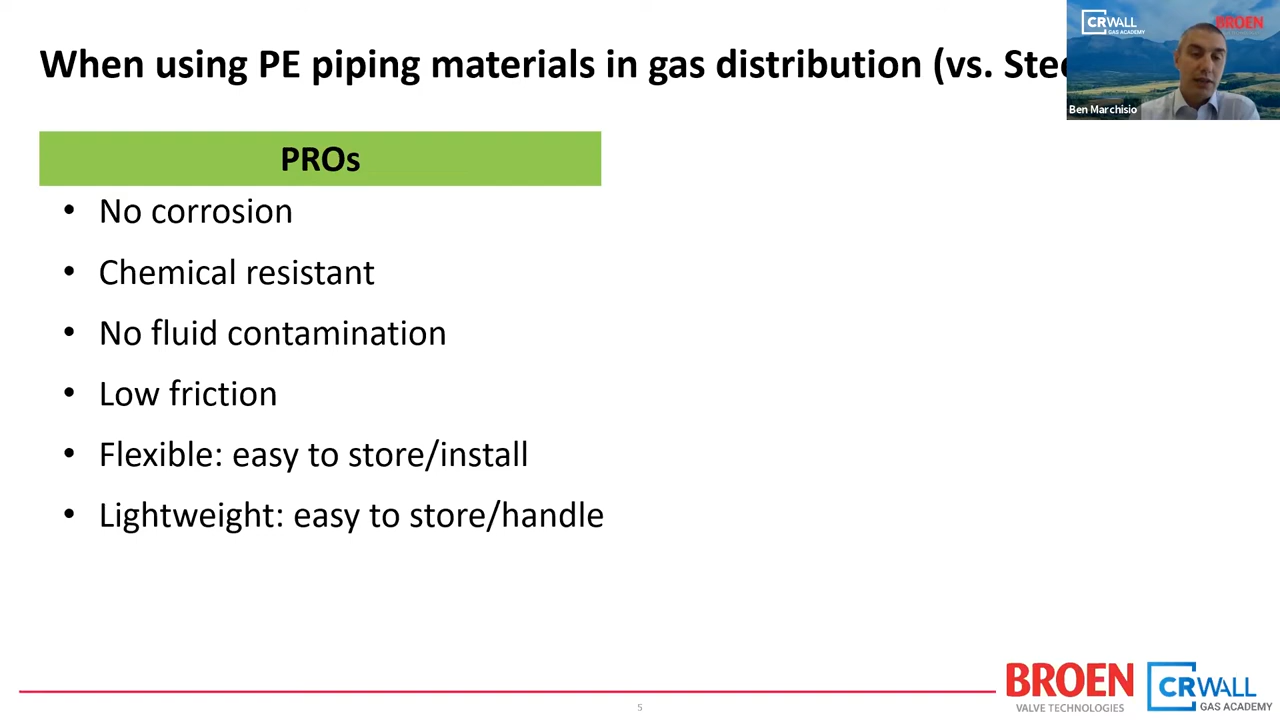 When using PE piping materials in gas distribution (vs. Stee
CRWALL
GAS ACADEMY
BROEN
Ben Marchisio
PROs
• No corrosion
• Chemical resistant
• No fluid contamination
• Low friction
• Flexible: easy to store/install
• Lightweight: easy to store/handle
BROEN
VALVE TECHNOLOGIES
CRWALL
GAS ACADEMY
5